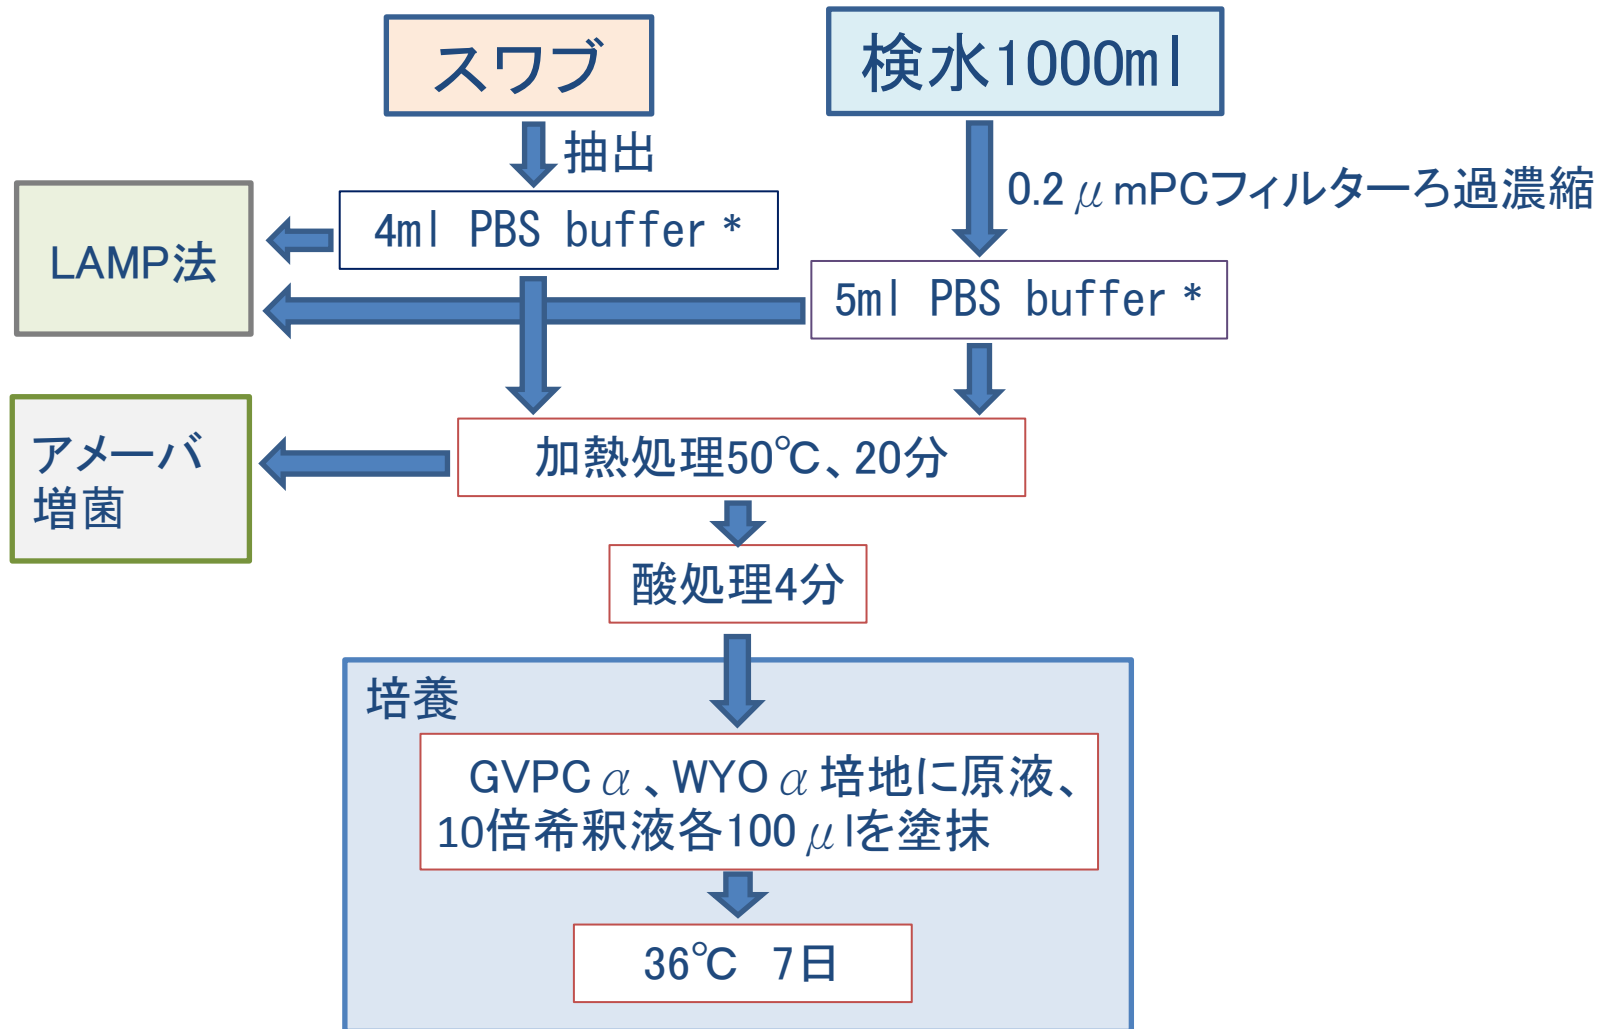 スワブ
検水1000ml
抽出
0.2μmPCフィルターろ過濃縮
4ml PBS buffer*
LAMP法
5ml PBS buffer*
加熱処理50℃、20分
アメーバ
増菌
酸処理4分
培養
GVPCα、WYOα培地に原液、
10倍希釈液各100μlを塗抹
36℃ 7日